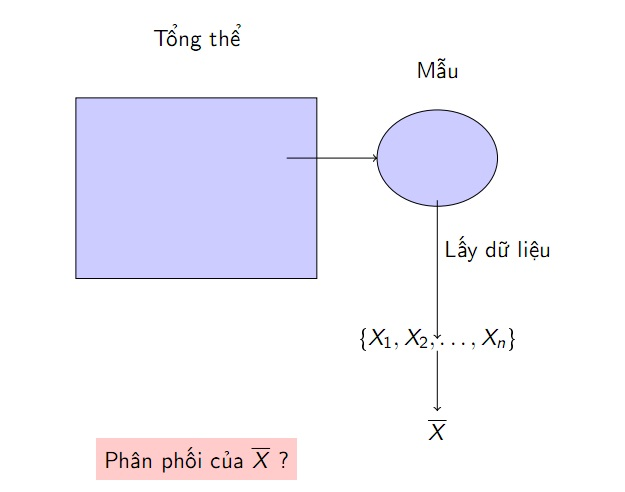 Tổng thể
Mẫu
Lấy dữ liệu
{X₁, X₂, . . . , Xₙ}
X̅
Phân phối của X̅ ?